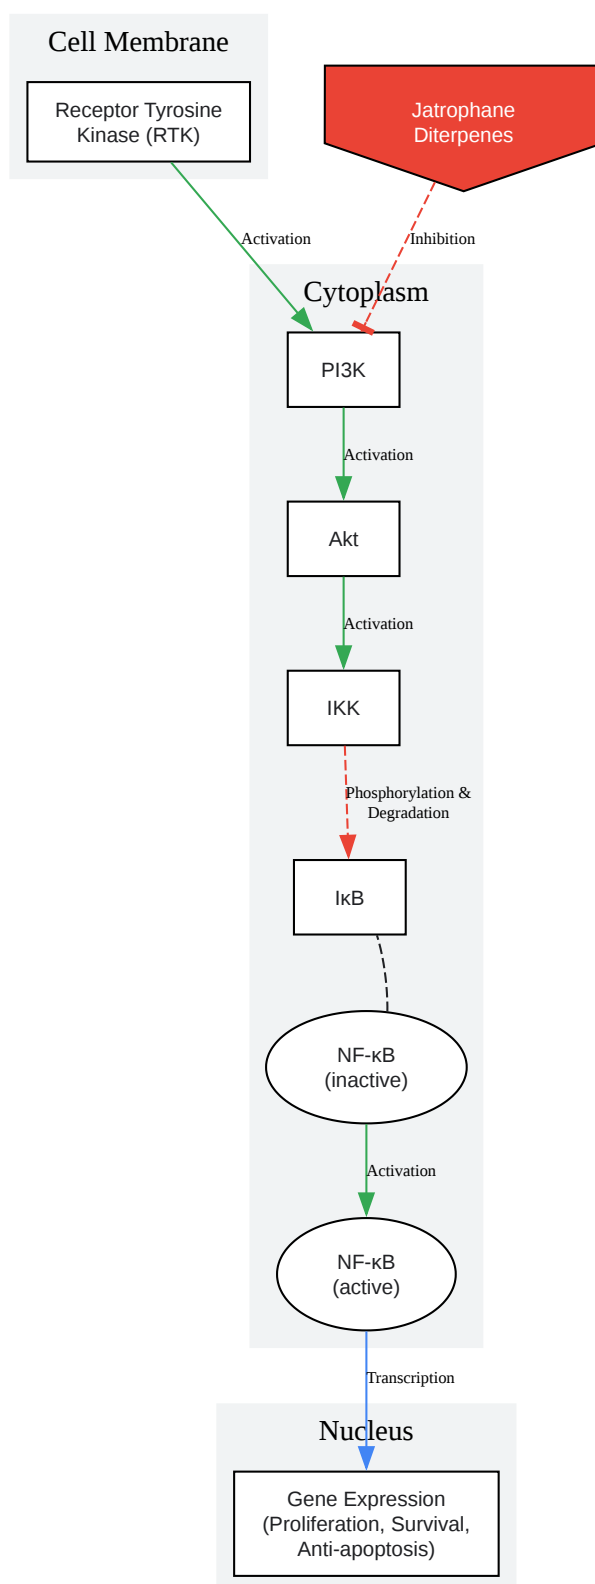 Cell Membrane
Receptor Tyrosine
Kinase (RTK)
Jatrophane
Diterpenes
Activation
Inhibition
Cytoplasm
PI3K
Activation
Akt
Activation
IKK
Phosphorylation &
Degradation
IκB
NF-κB
(inactive)
Activation
NF-κB
(active)
Transcription
Nucleus
Gene Expression
(Proliferation, Survival,
Anti-apoptosis)